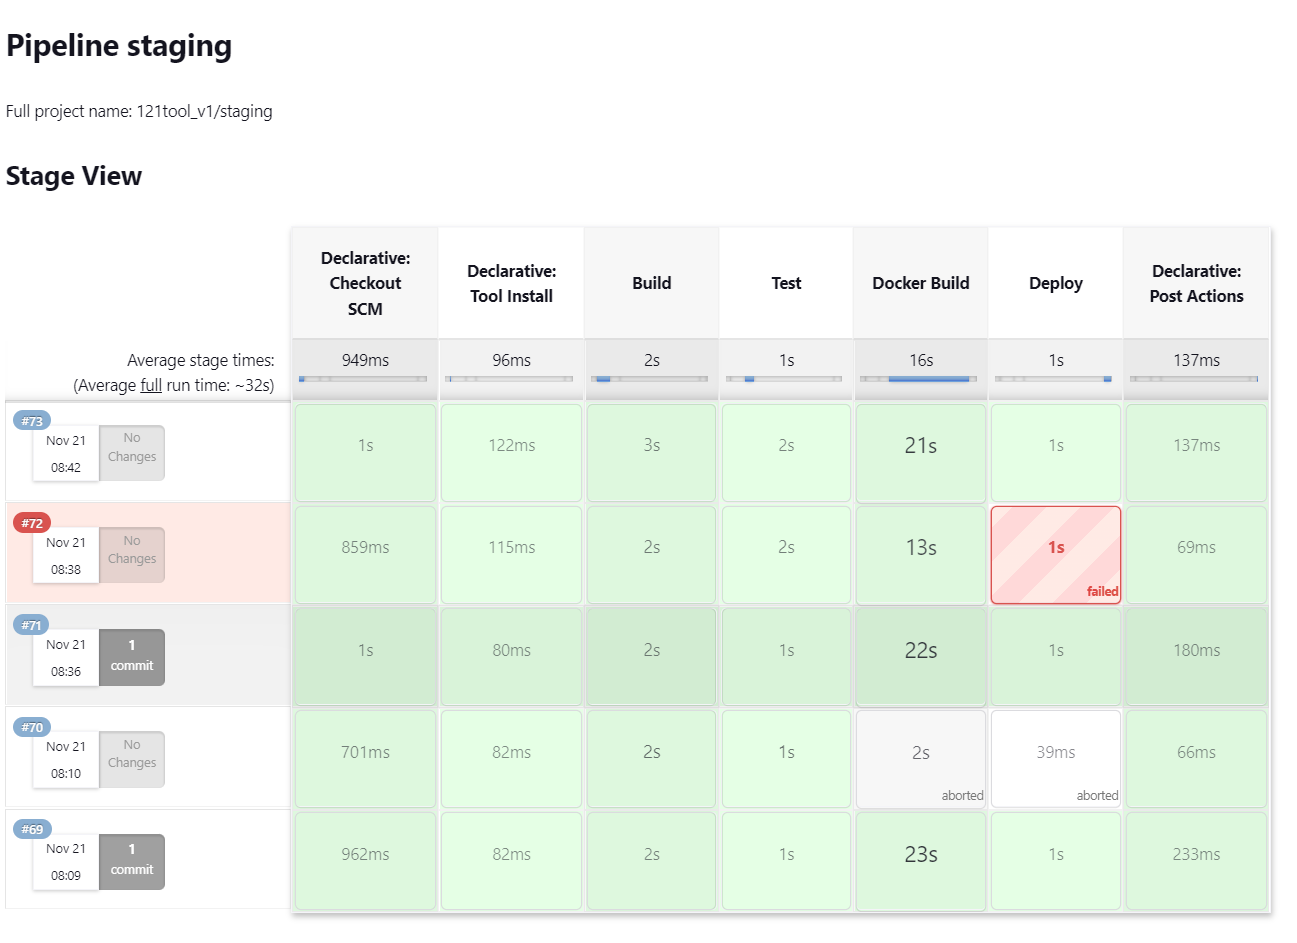 Pipeline staging
Full project name: 121tool_v1/staging
Stage View
Declarative:
Checkout
SCM
Declarative:
Tool Install
Build
Test
Docker Build
Deploy
Declarative:
Post Actions
Average stage times:
(Average full run time: ~32s)
949ms
96ms
2s
1s
16s
1s
137ms
#73
Nov 21
08:42
No
Changes
1s
122ms
3s
2s
21s
1s
137ms
#72
Nov 21
08:38
No
Changes
859ms
115ms
2s
2s
13s
1s
failed
69ms
#71
Nov 21
08:36
1
commit
1s
80ms
2s
1s
22s
1s
180ms
#70
Nov 21
08:10
No
Changes
701ms
82ms
2s
1s
2s
aborted
39ms
aborted
66ms
#69
Nov 21
08:09
1
commit
962ms
82ms
2s
1s
23s
1s
233ms